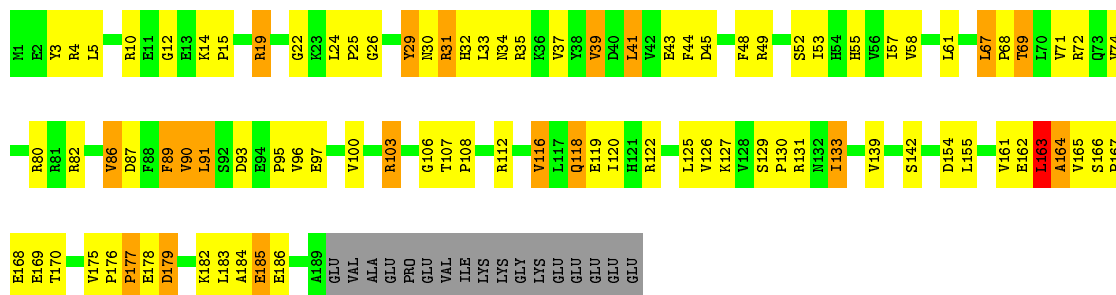 M1 E2 Y3 R4 L5 R10 E11 G12 E13 K14 P15 R19 G22 K23 L24 P25 G26 Y29 N30 R31 H32 L33 N34 R35 K36 V37 Y38 V39 D40 L41 V42 E43 F44 D45 F48 R49 S52 I53 H54 H55 V56 I57 V58 L61 L67 P68 T69 L70 V71 R72 Q73
R80 R81 R82 V86 D87 F88 F89 V90 L91 S92 D93 E94 P95 V96 E97 V100 R103 G106 T107 P108 R112 V116 L117 Q118 E119 I120 H121 R122 L125 V126 K127 V128 S129 P130 R131 N132 I133 V139 S142 D154 L155 V161 E162 L163 A164 V165 S166
E168 E169 T170 V175 P176 P177 E178 D179 K182 L183 A184 E185 E186 A189 GLU VAL ALA GLU PRO GLU VAL ILE LYS LYS GLY LYS GLU GLU GLU GLU GLU